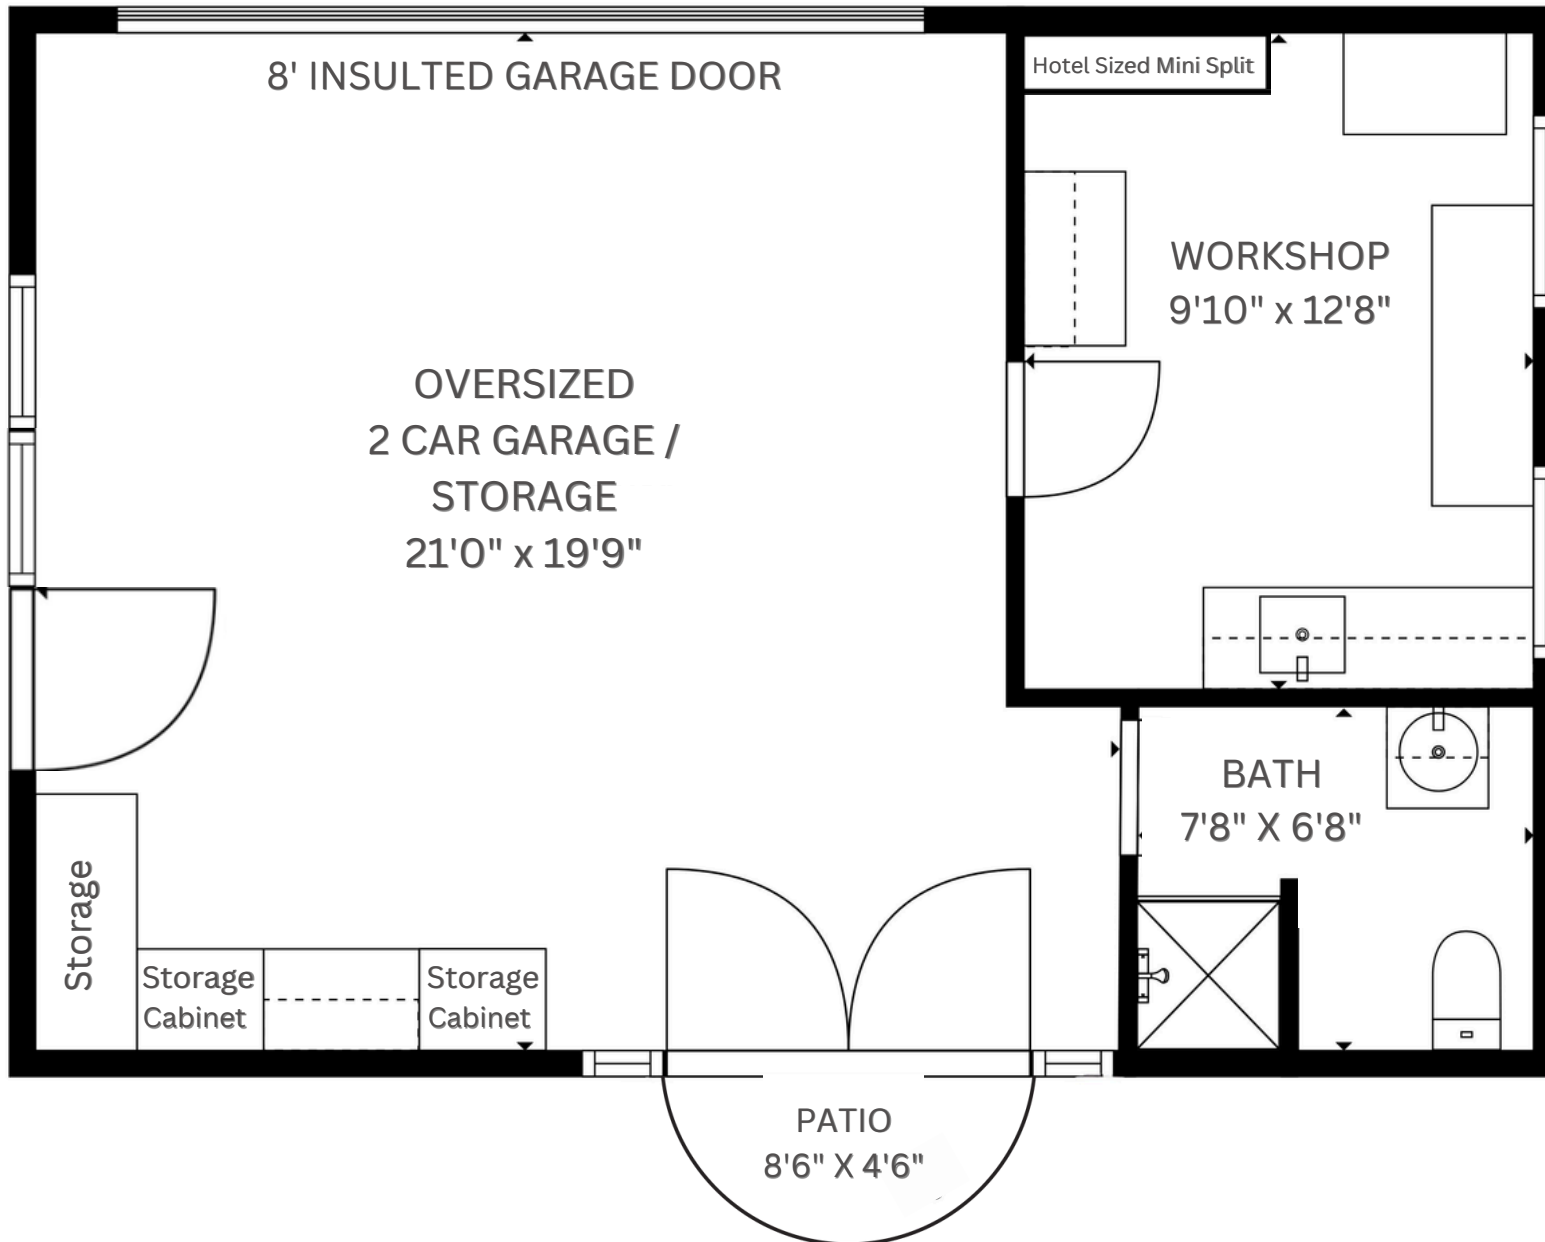 8' INSULTED GARAGE DOOR
Hotel Sized Mini Split
WORKSHOP
9'10" x 12'8"
OVERSIZED
2 CAR GARAGE /
STORAGE
21'0" x 19'9"
BATH
7'8" X 6'8"
Storage
Storage
Cabinet
Storage
Cabinet
PATIO
8'6" X 4'6"